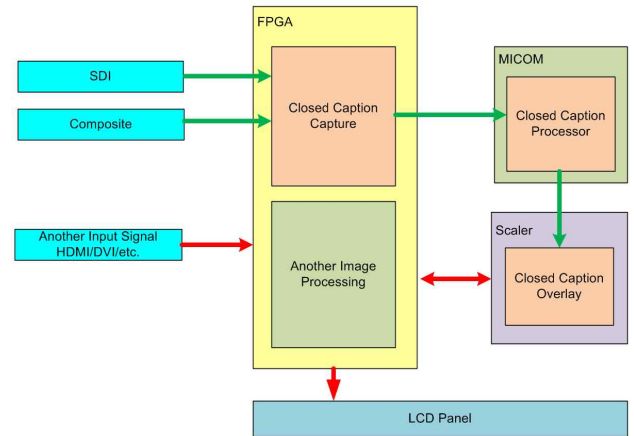 FPGA
SDI
Composite
Closed Caption
Capture
MICOM
Closed Caption
Processor
Another Input Signal
HDMI/DVI/etc.
Another Image
Processing
Scaler
Closed Caption
Overlay
LCD Panel